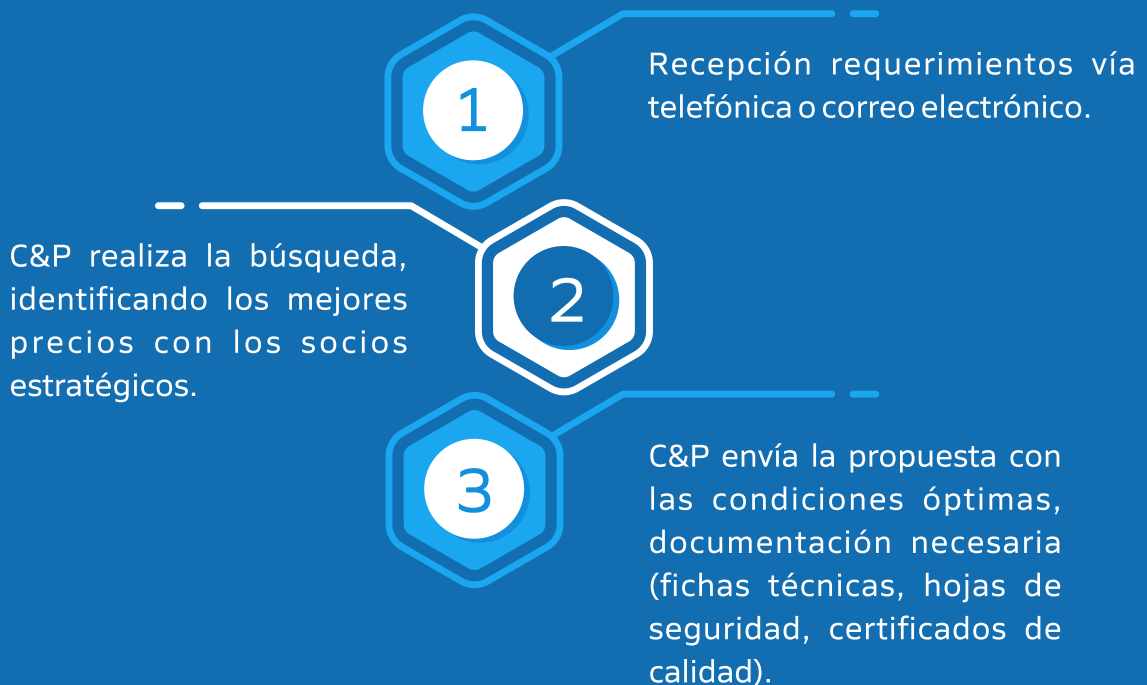 1
Recepción requerimientos vía
telefónica o correo electrónico.
2
C&P realiza la búsqueda,
identificando los mejores
precios con los socios
estratégicos.
3
C&P envía la propuesta con
las condiciones óptimas,
documentación necesaria
(fichas técnicas, hojas de
seguridad, certificados de
calidad).